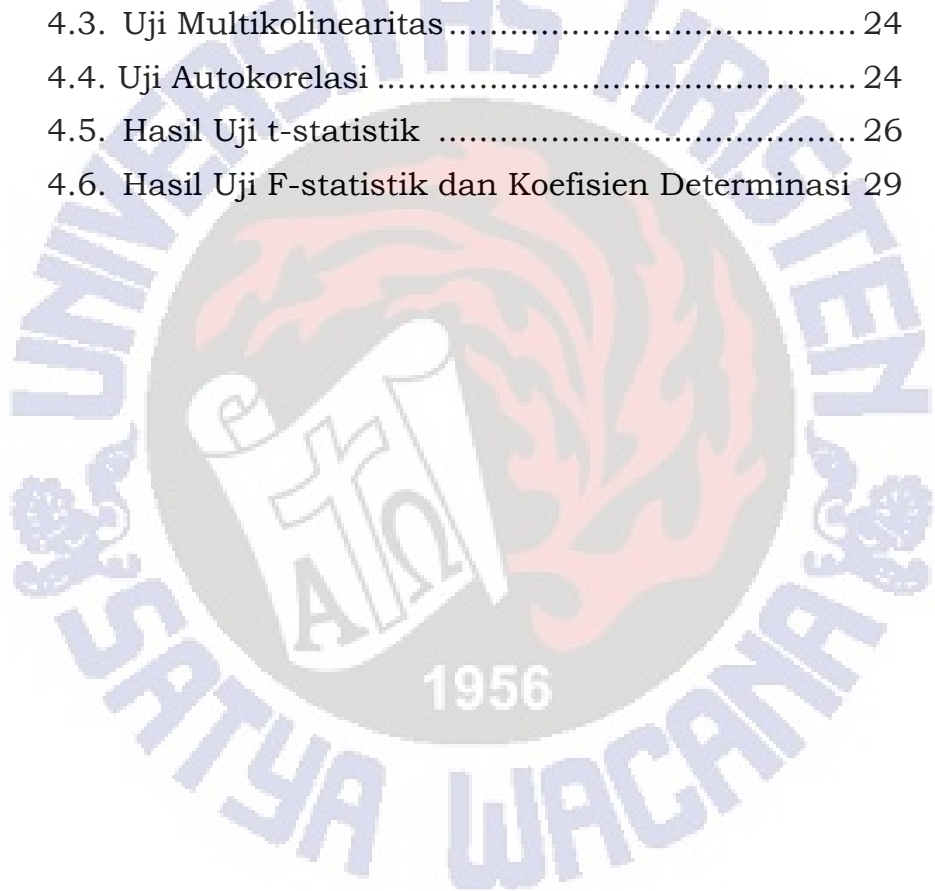 4.3. Uji Multikolinearitas........................................ 24
4.4. Uji Autokorelasi ............................................... 24
4.5. Hasil Uji t-statistik ......................................... 26
4.6. Hasil Uji F-statistik dan Koefisien Determinasi 29
UNIVERSITAS KRISTEN
Α Ω
1956
SATYA WACANA